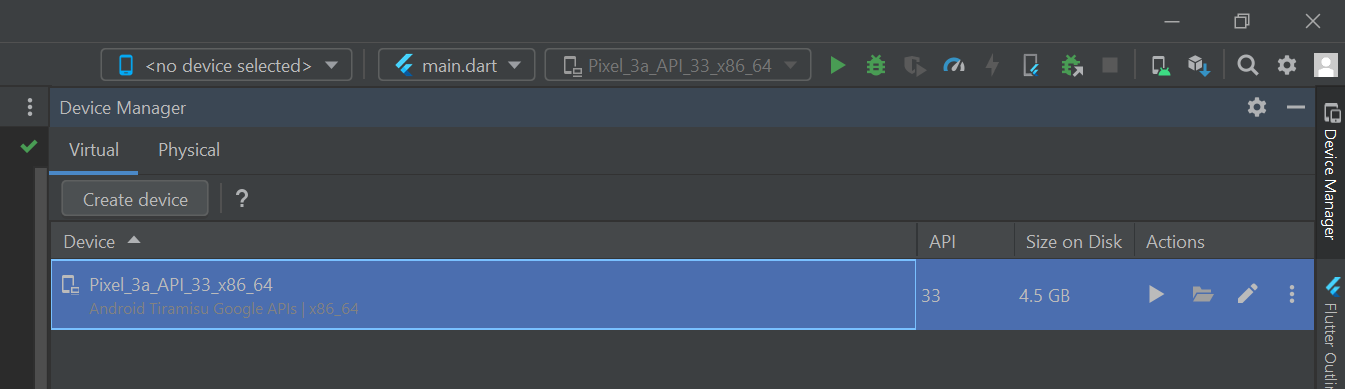 <no device selected>
main.dart
Pixel_3a_API_33_x86_64
Device Manager
Virtual
Physical
Create device
?
Device
API
Size on Disk
Actions
Pixel_3a_API_33_x86_64
Android Tiramisu Google APIs | x86_64
33
4.5 GB
Device Manager
Flutter Outli